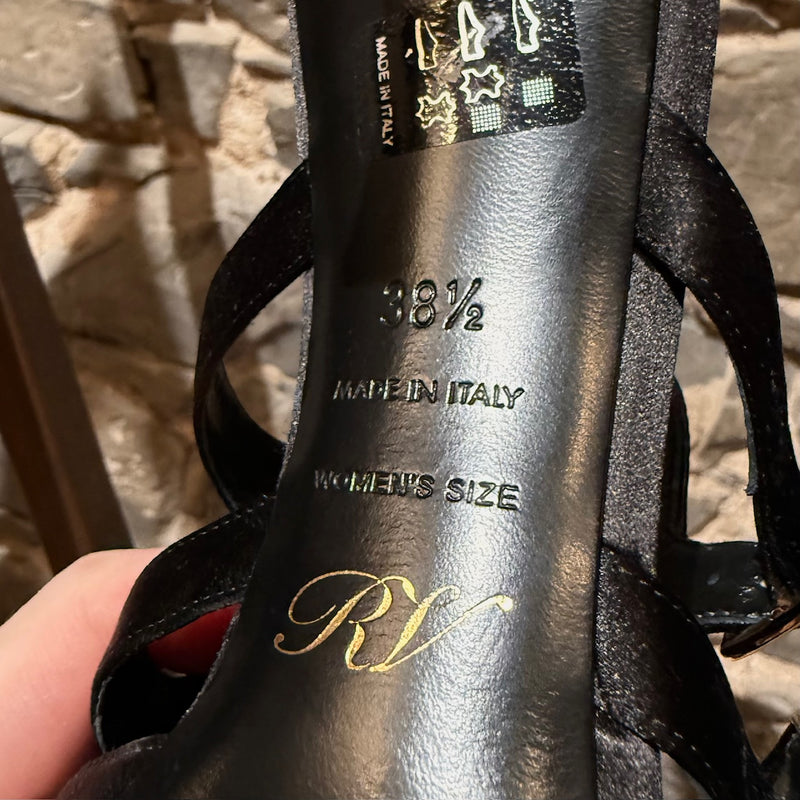 MADE IN ITALY
38½
MADE IN ITALY
WOMEN'S SIZE
RV